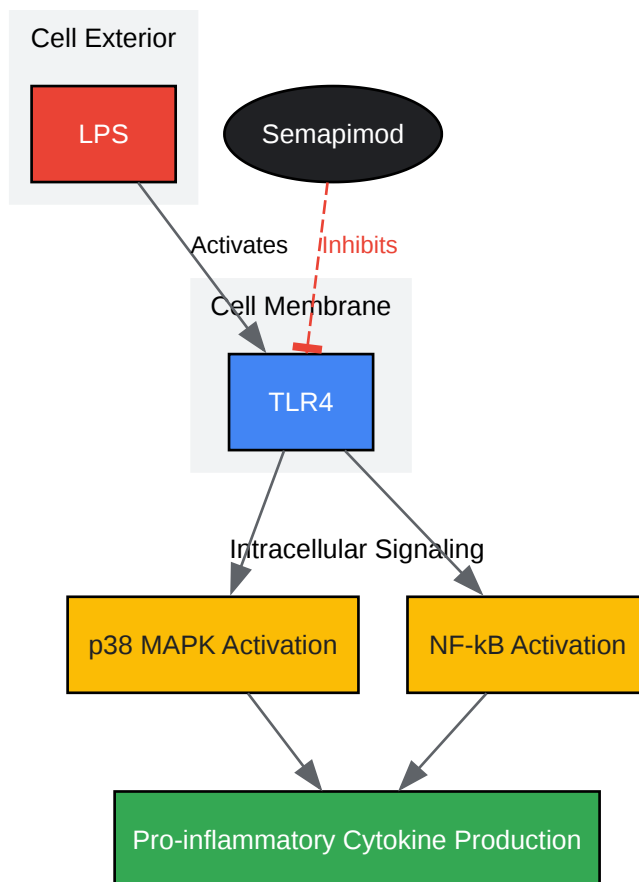 Cell Exterior
LPS
Semapimod
Activates
Inhibits
Cell Membrane
TLR4
Intracellular Signaling
p38 MAPK Activation
NF-kB Activation
Pro-inflammatory Cytokine Production